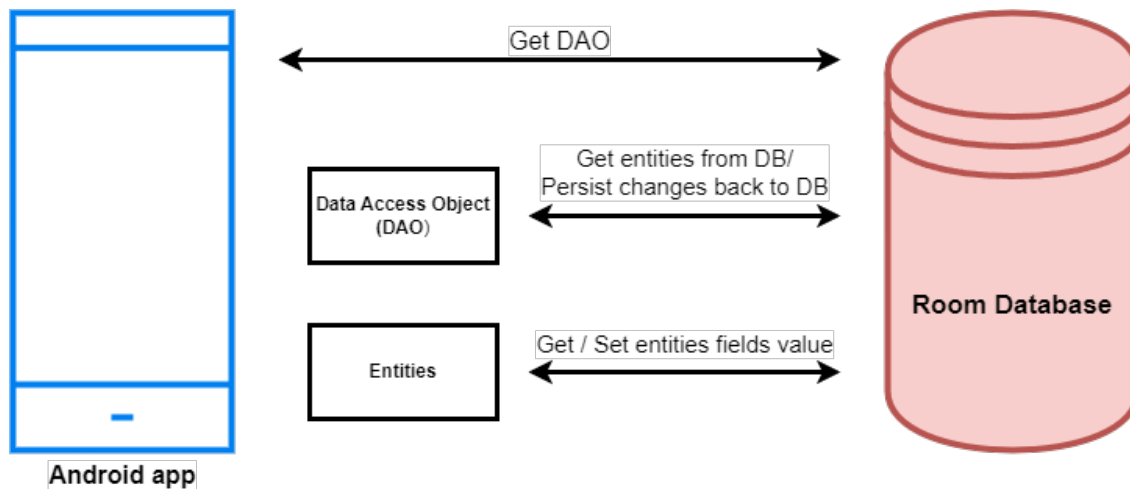 Get DAO
Get entities from DB/
Persist changes back to DB
Data Access Object
(DAO)
Room Database
Get / Set entities fields value
Entities
Android app